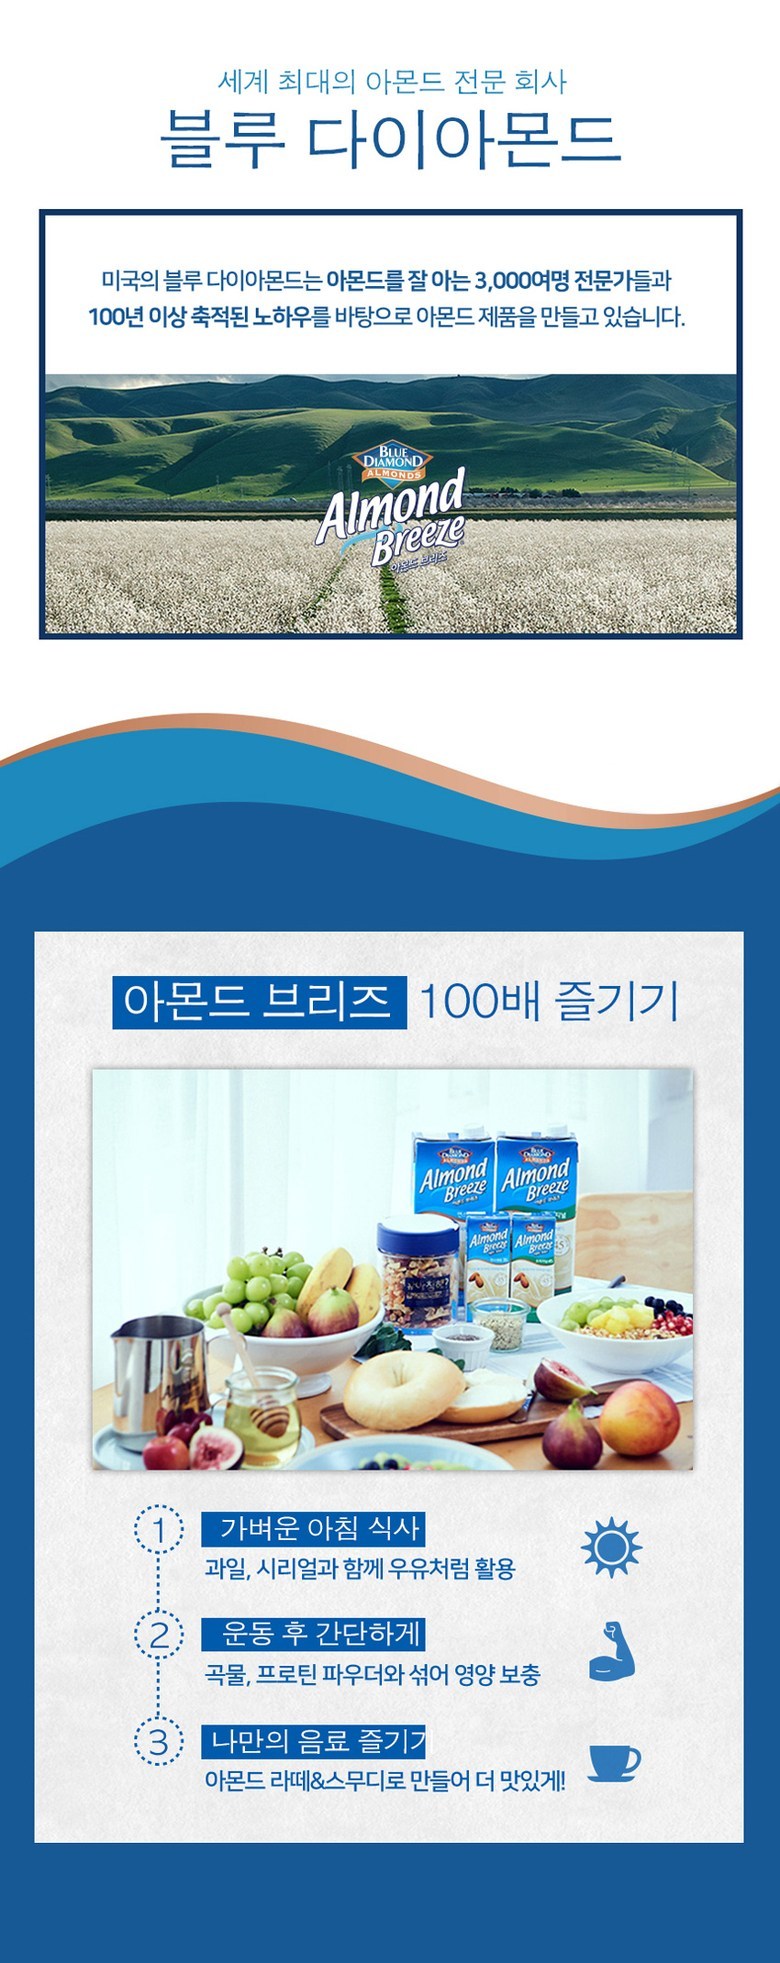 세계 최대의 아몬드 전문 회사
블루 다이아몬드
미국의 블루 다이아몬드는 아몬드를 잘 아는 3,000여명 전문가들과
100년 이상 축적된 노하우를 바탕으로 아몬드 제품을 만들고 있습니다.
BLUE
DIAMOND
ALMONDS
Almond
Breeze
아몬드 브리즈
아몬드 브리즈 100배 즐기기
BLUE
DIAMOND
Almond
Breeze
BLUE
DIAMOND
Almond
Breeze
Almond
Breeze
Almond
Breeze
1 가벼운 아침 식사
과일, 시리얼과 함께 우유처럼 활용
2 운동 후 간단하게
곡물, 프로틴 파우더와 섞어 영양 보충
3 나만의 음료 즐기기
아몬드 라떼&스무디로 만들어 더 맛있게!